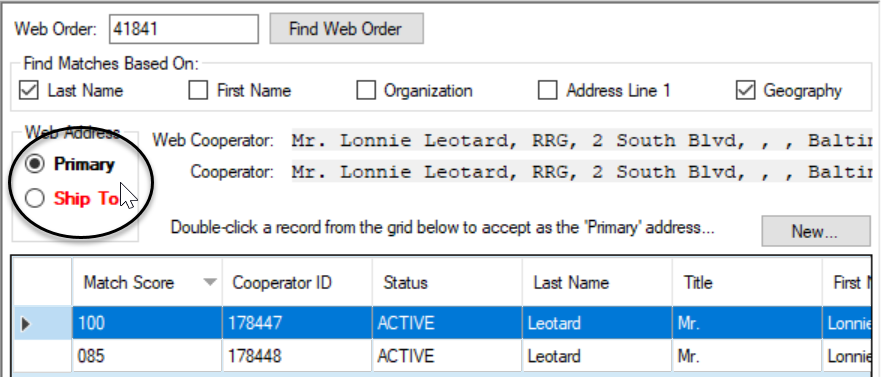 Web Order: 41841 Find Web Order
Find Matches Based On:
Last Name First Name Organization Address Line 1 Geography
Web Address
Primary
Ship To
Web Cooperator: Mr. Lonnie Leotard, RRG, 2 South Blvd, , , Baltin
Cooperator: Mr. Lonnie Leotard, RRG, 2 South Blvd, , , Baltin
Double-click a record from the grid below to accept as the 'Primary' address... New...
Match Score Cooperator ID Status Last Name Title First N
100 178447 ACTIVE Leotard Mr. Lonnie
085 178448 ACTIVE Leotard Mr. Lonnie